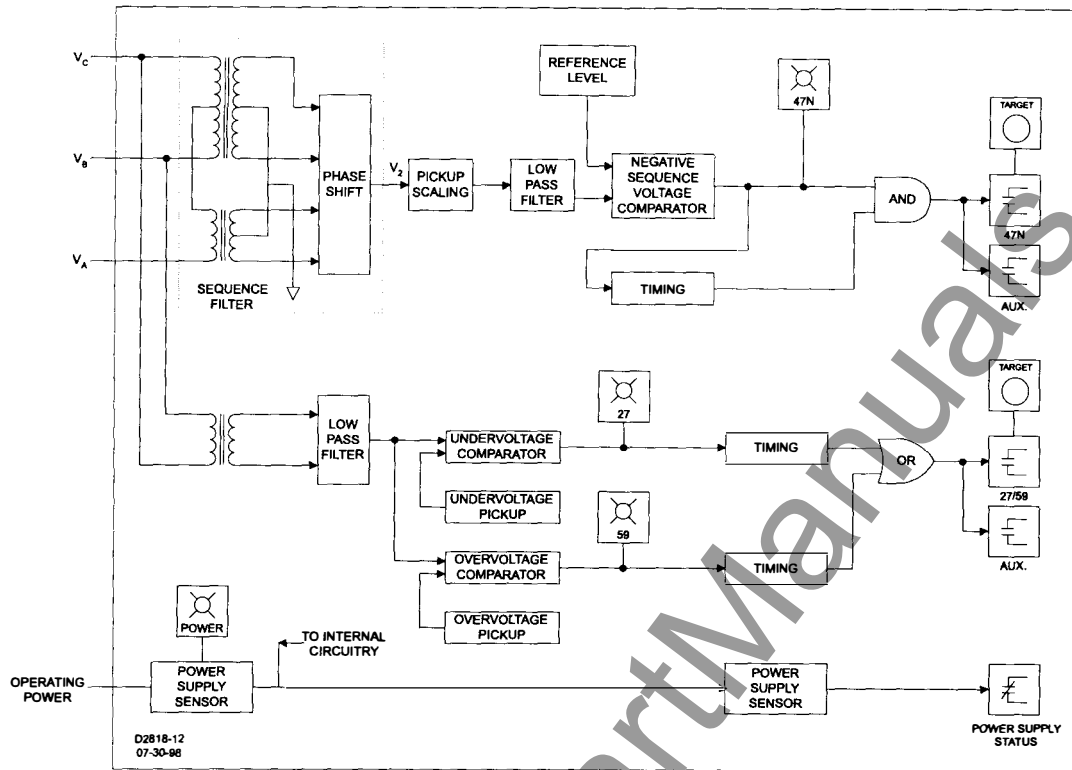 V_C
V_B
V_A
SEQUENCE
FILTER
PHASE
SHIFT
V_2
PICKUP
SCALING
LOW
PASS
FILTER
REFERENCE
LEVEL
NEGATIVE
SEQUENCE
VOLTAGE
COMPARATOR
47N
TIMING
AND
TARGET
47N
AUX.
LOW
PASS
FILTER
UNDERVOLTAGE
COMPARATOR
UNDERVOLTAGE
PICKUP
OVERVOLTAGE
COMPARATOR
OVERVOLTAGE
PICKUP
27
59
TIMING
TIMING
OR
TARGET
27/59
AUX.
OPERATING
POWER
POWER
POWER
SUPPLY
SENSOR
TO INTERNAL
CIRCUITRY
POWER
SUPPLY
SENSOR
POWER SUPPLY
STATUS
D2818-12
07-30-98
artManuals